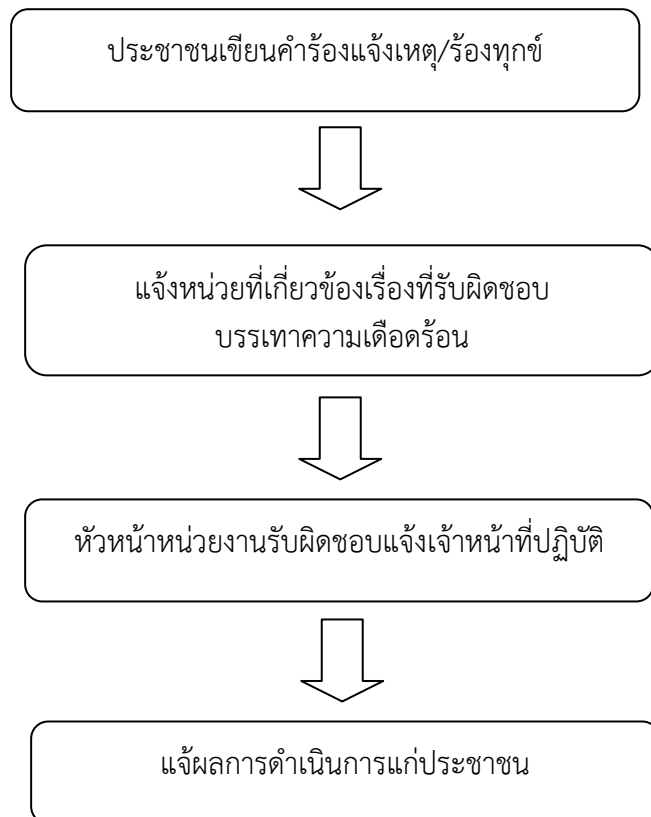 ประชาชนเขียนคำร้องแจ้งเหตุ/ร้องทุกข์
แจ้งหน่วยที่เกี่ยวข้องเรื่องที่รับผิดชอบ
บรรเทาความเดือดร้อน
หัวหน้าหน่วยงานรับผิดชอบแจ้งเจ้าหน้าที่ปฏิบัติ
แจ้ผลการดำเนินการแก่ประชาชน